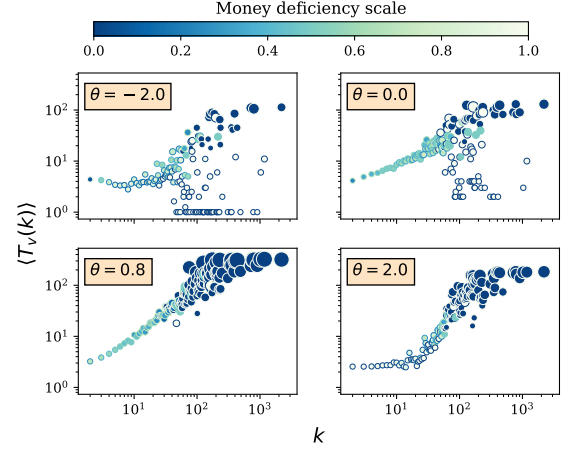 Money deficiency scale
0.0 0.2 0.4 0.6 0.8 1.0
θ = −2.0
θ = 0.0
10² 10¹ 10⁰
⟨T_v(k)⟩
θ = 0.8
θ = 2.0
10² 10¹ 10⁰
10¹ 10² 10³ 10¹ 10² 10³
k